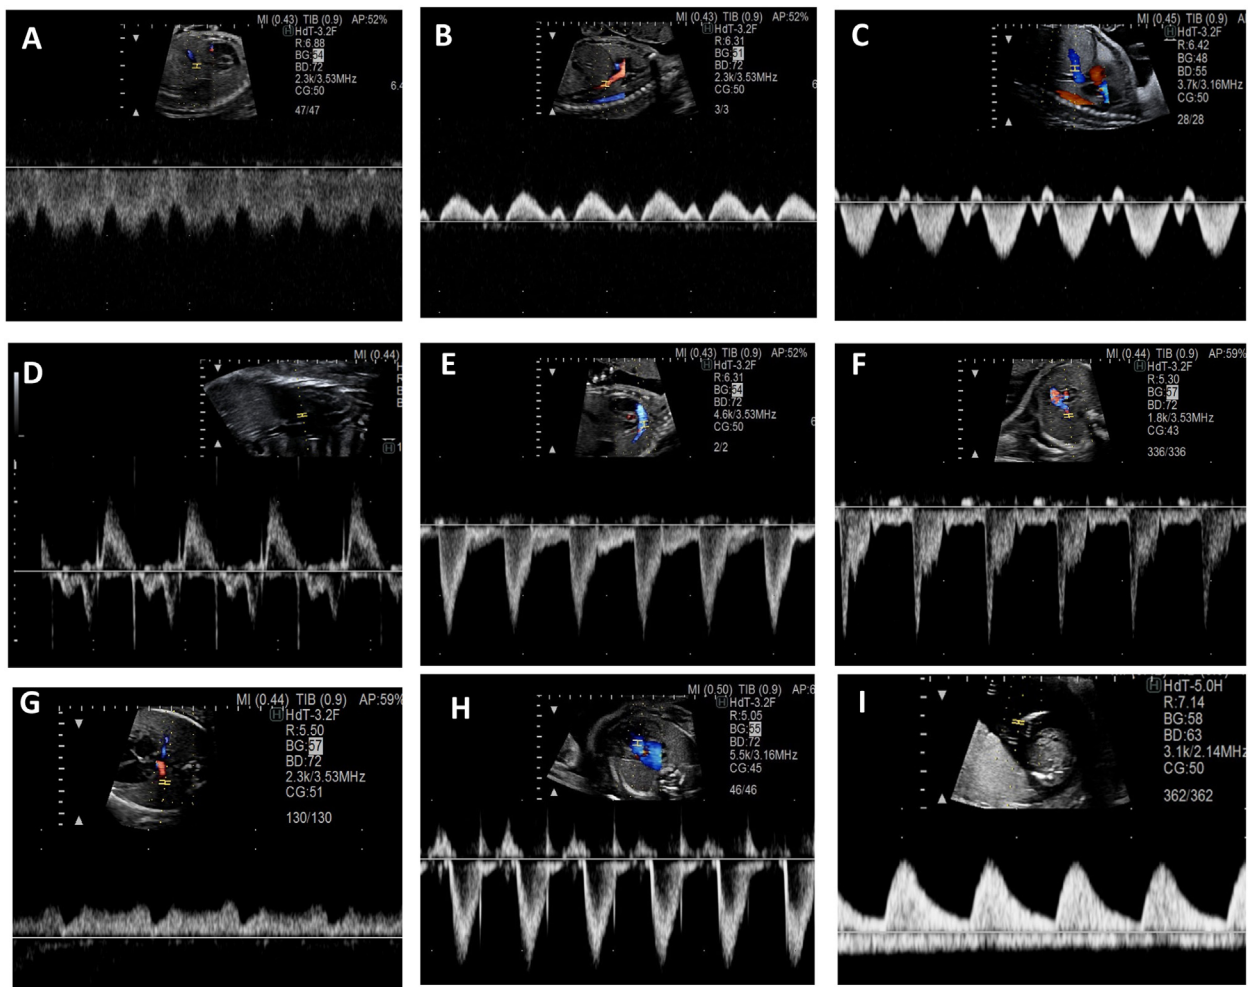 A
MI (0.43) TIB (0.9) AP:52%
H HdT-3.2F
R:6.88
BG:54
BD:72
2.3k/3.53MHz
CG:50
47/47
6.4
B
MI (0.43) TIB (0.9) AP:52%
H HdT-3.2F
R:6.31
BG:51
BD:72
2.3k/3.53MHz
CG:50
3/3
6
C
MI (0.45) TIB (0.9) A
H HdT-3.2F
R:6.42
BG:48
BD:55
3.7k/3.16MHz
CG:50
28/28
D
MI (0.44)
H
R
B
B
H 1
E
MI (0.43) TIB (0.9) AP:52%
H HdT-3.2F
R:6.31
BG:54
BD:72
4.6k/3.53MHz
CG:50
2/2
6
F
MI (0.44) TIB (0.9) AP:59%
H HdT-3.2F
R:5.30
BG:57
BD:72
1.8k/3.53MHz
CG:43
336/336
G
MI (0.44) TIB (0.9) AP:59%
H HdT-3.2F
R:5.50
BG:57
BD:72
2.3k/3.53MHz
CG:51
130/130
H
MI (0.50) TIB (0.9) AP:6
H HdT-3.2F
R:5.05
BG:55
BD:72
5.5k/3.16MHz
CG:45
46/46
I
H HdT-5.0H
R:7.14
BG:58
BD:63
3.1k/2.14MHz
CG:50
362/362